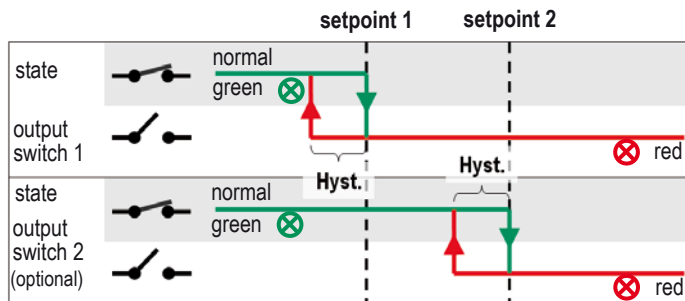 setpoint 1 setpoint 2
state normal
green
output
switch 1 red
Hyst. Hyst.
state normal
output green
switch 2
(optional) red